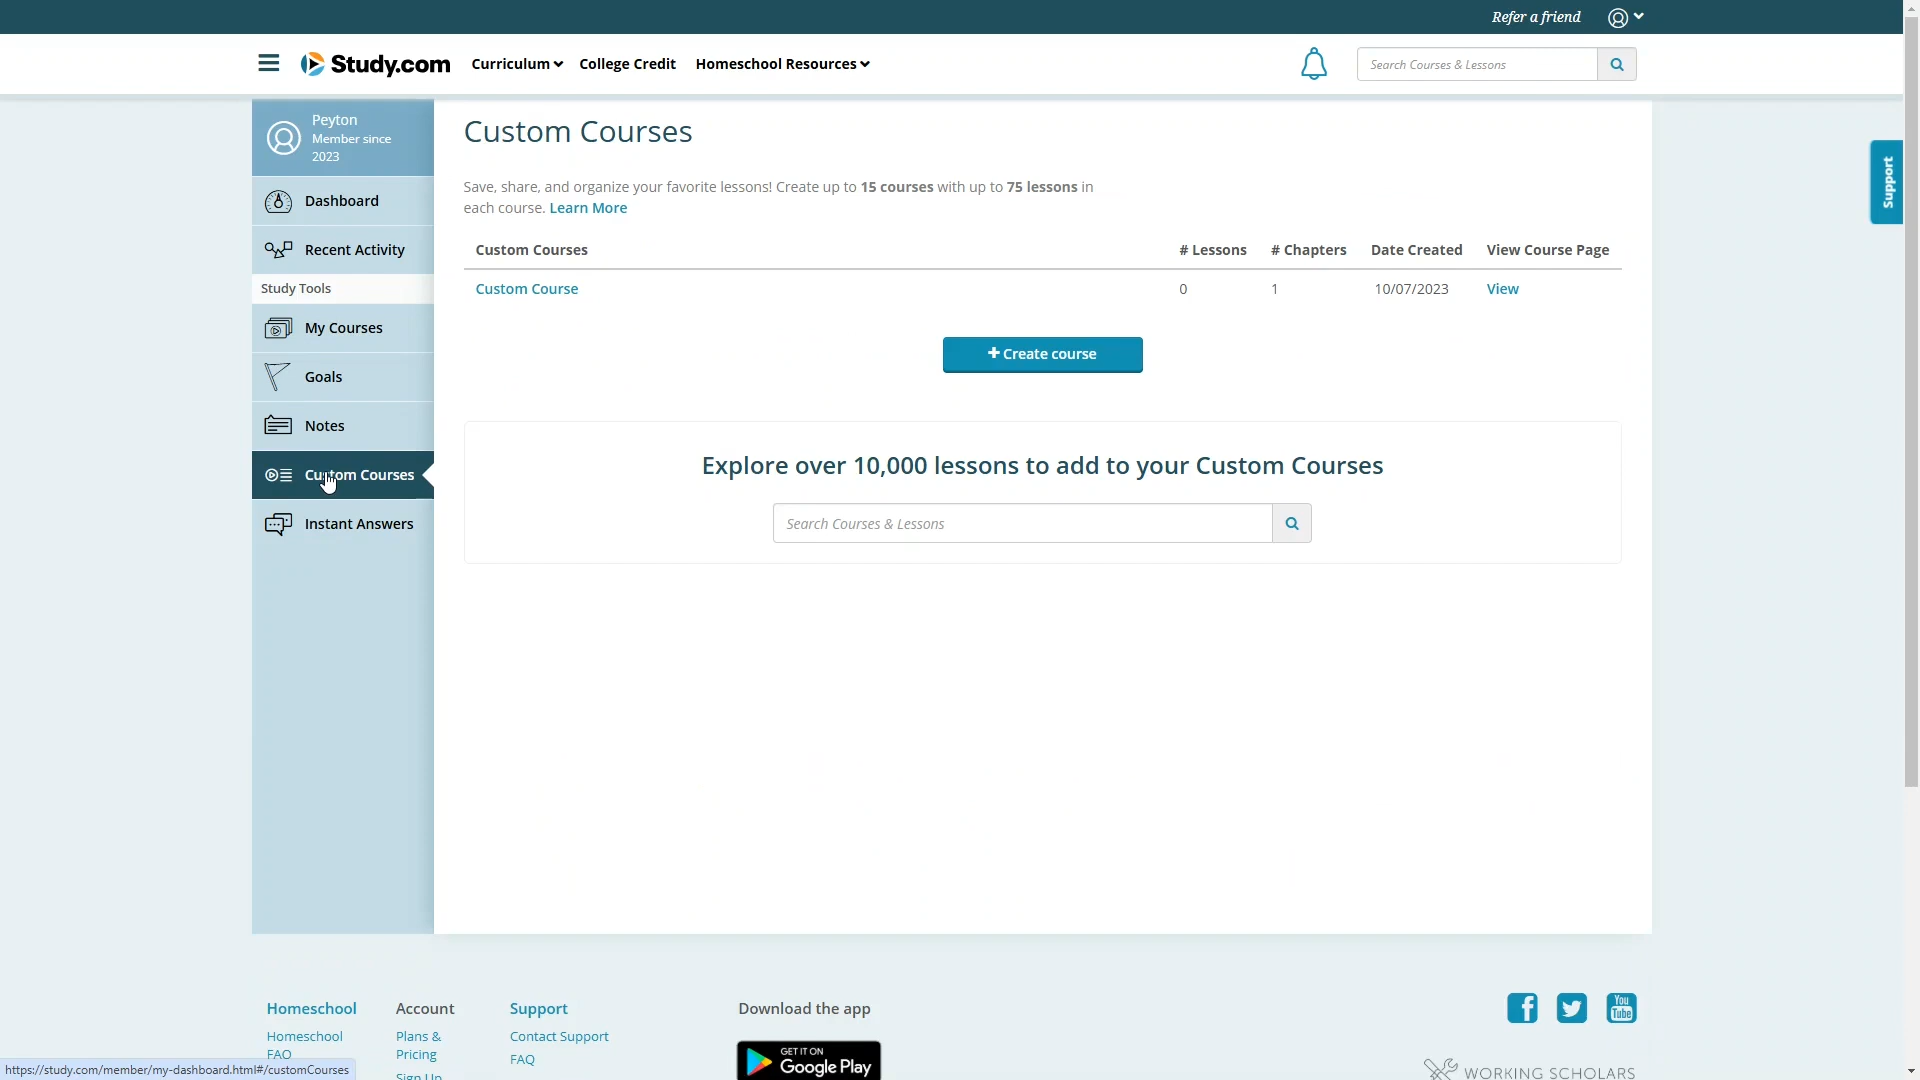 Refer a friend
Study.com
Curriculum
College Credit
Homeschool Resources
Search Courses & Lessons
Support
Peyton
Member since
2023
Dashboard
Recent Activity
Study Tools
My Courses
Goals
Notes
Custom Courses
Instant Answers
Custom Courses
Save, share, and organize your favorite lessons! Create up to 15 courses with up to 75 lessons in
each course. Learn More
Custom Courses # Lessons # Chapters Date Created View Course Page
Custom Course 0 1 10/07/2023 View
+ Create course
Explore over 10,000 lessons to add to your Custom Courses
Search Courses & Lessons
Homeschool
Homeschool
FAQ
Account
Plans &
Pricing
Sign Up
Support
Contact Support
FAQ
Download the app
GET IT ON
Google Play
You
Tube
WORKING SCHOLARS
https://study.com/member/my-dashboard.html#/customCourses